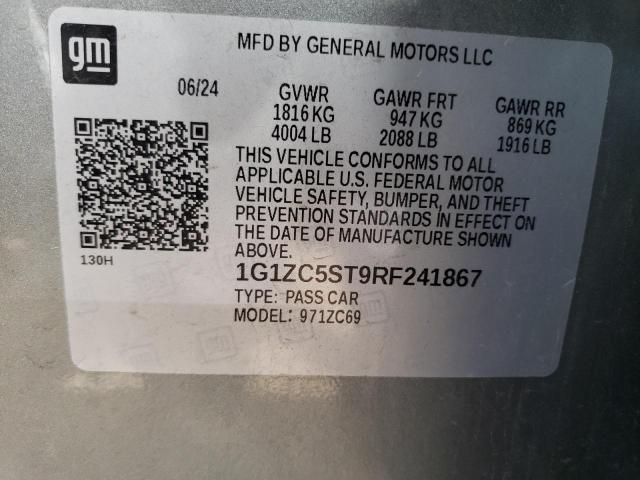 gm
MFD BY GENERAL MOTORS LLC
06/24
GVWR GAWR FRT GAWR RR
1816 KG 947 KG 869 KG
4004 LB 2088 LB 1916 LB
THIS VEHICLE CONFORMS TO ALL
APPLICABLE U.S. FEDERAL MOTOR
VEHICLE SAFETY, BUMPER, AND THEFT
PREVENTION STANDARDS IN EFFECT ON
THE DATE OF MANUFACTURE SHOWN
ABOVE.
130H
1G1ZC5ST9RF241867
TYPE: PASS CAR
MODEL: 971ZC69